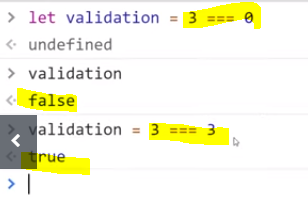 > let validation = 3 === 0
< undefined
> validation
< false
> validation = 3 === 3
< true
>